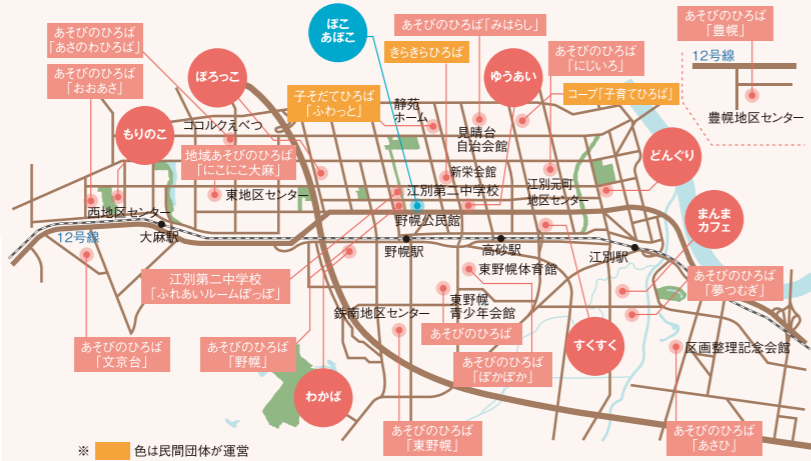 あそびのひろば
「あさのわひろば」
あそびのひろば
「おおあさ」
ぽろっこ
ぽこ
あぽこ
あそびのひろば「みはらし」
きらきらひろば
ゆうあい
あそびのひろば
「にじいろ」
あそびのひろば
「豊幌」
12号線
豊幌地区センター
子そだてひろば
「ふわっと」
静苑
ホーム
コープ「子育てひろば」
見晴台
自治会館
もりのこ
ココルクえべつ
地域あそびのひろば
「にこにこ大麻」
東地区センター
新栄会館
江別第二中学校
野幌公民館
江別元町
地区センター
どんぐり
西地区センター
12号線
大麻駅
野幌駅
高砂駅
江別駅
まんま
カフェ
東野幌体育館
江別第二中学校
「ふれあいルームぽっぽ」
鉄南地区センター
東野幌
青少年会館
あそびのひろば
あそびのひろば
「夢つむぎ」
あそびのひろば
「文京台」
あそびのひろば
「野幌」
わかば
あそびのひろば
「ぽかぽか」
すくすく
区画整理記念会館
あそびのひろば
「東野幌」
あそびのひろば
「あさひ」
※ 色は民間団体が運営